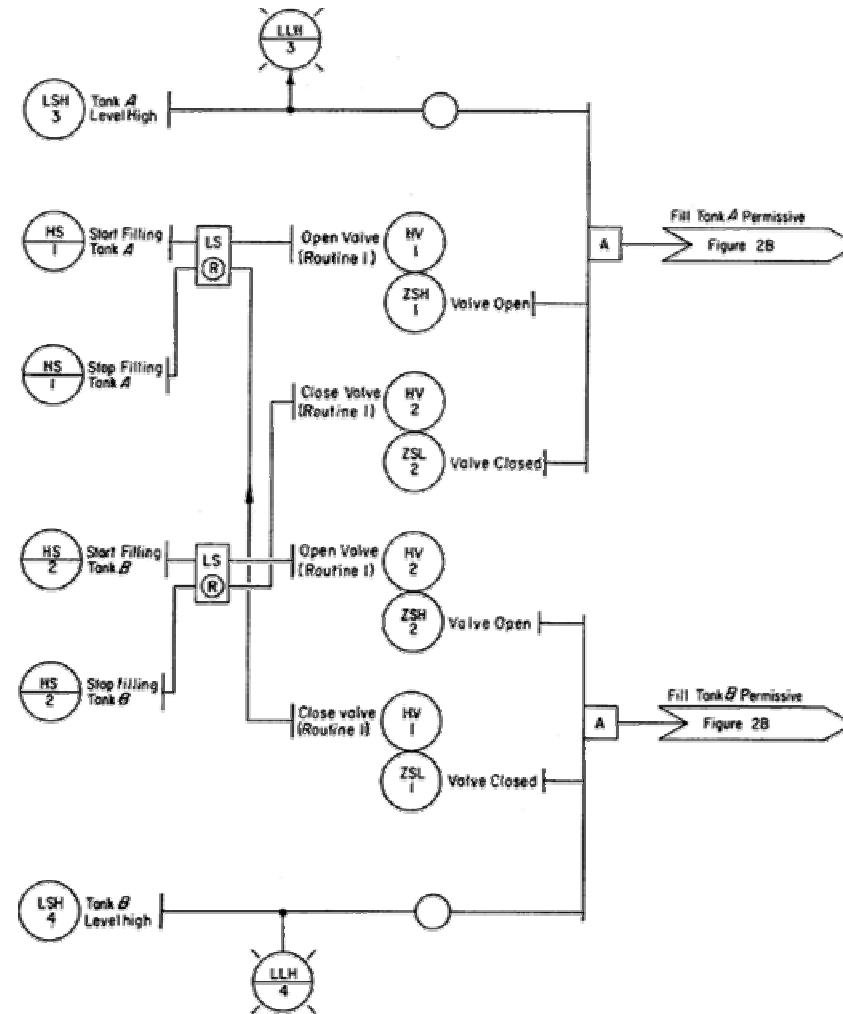 LLH
3
LSH
3
Tank A
Level High
HS
1
Start Filling
Tank A
LS
R
Open Valve
(Routine 1)
HV
1
A
Fill Tank A Permissive
Figure 2B
ZSH
1
Valve Open
HS
1
Stop Filling
Tank A
Close Valve
(Routine 1)
HV
2
ZSL
2
Valve Closed
HS
2
Start Filling
Tank B
LS
R
Open Valve
(Routine 1)
HV
2
ZSH
2
Valve Open
HS
2
Stop filling
Tank B
Close valve
(Routine 1)
HV
1
A
Fill Tank B Permissive
Figure 2B
ZSL
1
Valve Closed
LSH
4
Tank B
Level high
LLH
4